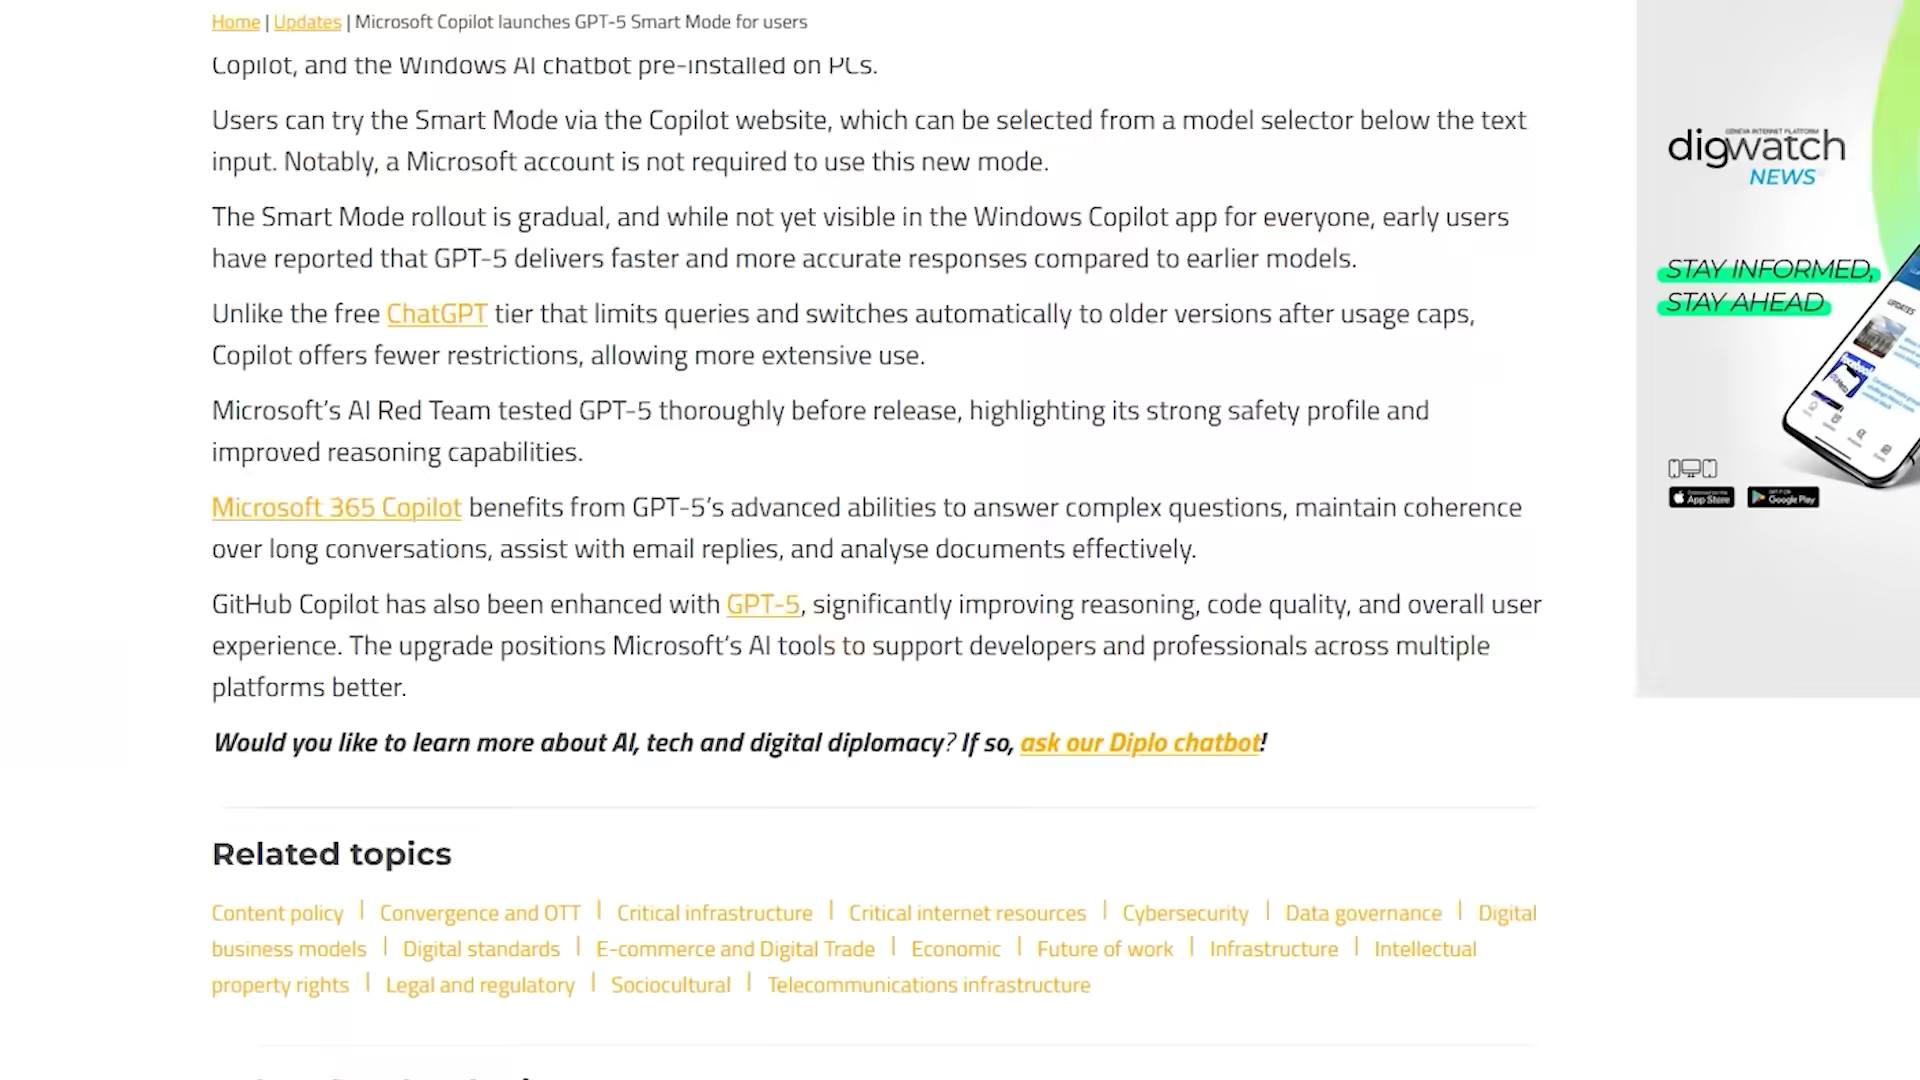 Home | Updates | Microsoft Copilot launches GPT-5 Smart Mode for users
Copilot, and the Windows AI chatbot pre-installed on PCs.
Users can try the Smart Mode via the Copilot website, which can be selected from a model selector below the text
input. Notably, a Microsoft account is not required to use this new mode.
The Smart Mode rollout is gradual, and while not yet visible in the Windows Copilot app for everyone, early users
have reported that GPT-5 delivers faster and more accurate responses compared to earlier models.
Unlike the free ChatGPT tier that limits queries and switches automatically to older versions after usage caps,
Copilot offers fewer restrictions, allowing more extensive use.
Microsoft’s AI Red Team tested GPT-5 thoroughly before release, highlighting its strong safety profile and
improved reasoning capabilities.
Microsoft 365 Copilot benefits from GPT-5’s advanced abilities to answer complex questions, maintain coherence
over long conversations, assist with email replies, and analyse documents effectively.
GitHub Copilot has also been enhanced with GPT-5, significantly improving reasoning, code quality, and overall user
experience. The upgrade positions Microsoft’s AI tools to support developers and professionals across multiple
platforms better.
Would you like to learn more about AI, tech and digital diplomacy? If so, ask our Diplo chatbot!
Related topics
Content policy | Convergence and OTT | Critical infrastructure | Critical internet resources | Cybersecurity | Data governance | Digital
business models | Digital standards | E-commerce and Digital Trade | Economic | Future of work | Infrastructure | Intellectual
property rights | Legal and regulatory | Sociocultural | Telecommunications infrastructure
GENEVA INTERNET PLATFORM
digwatch
NEWS
STAY INFORMED,
STAY AHEAD
UPDATES
App Store
Google Play